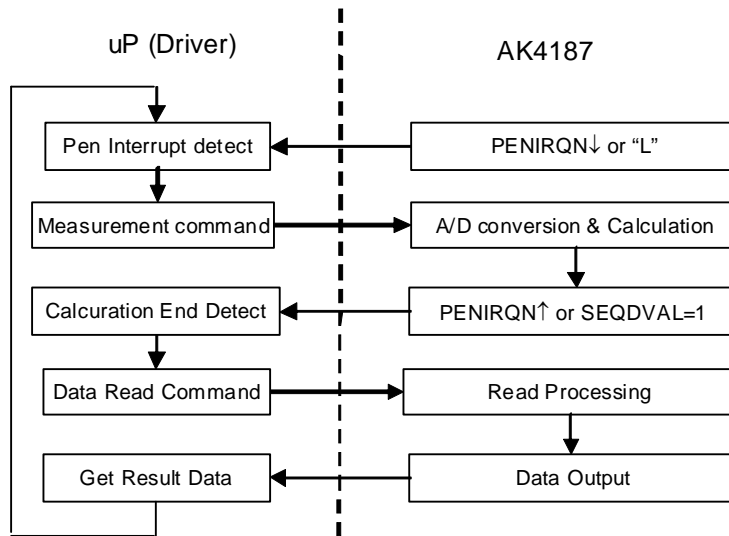 uP (Driver)
AK4187
Pen Interrupt detect
PENIRQN↓ or “L”
Measurement command
A/D conversion & Calculation
Calcuration End Detect
PENIRQN↑ or SEQDVAL=1
Data Read Command
Read Processing
Get Result Data
Data Output